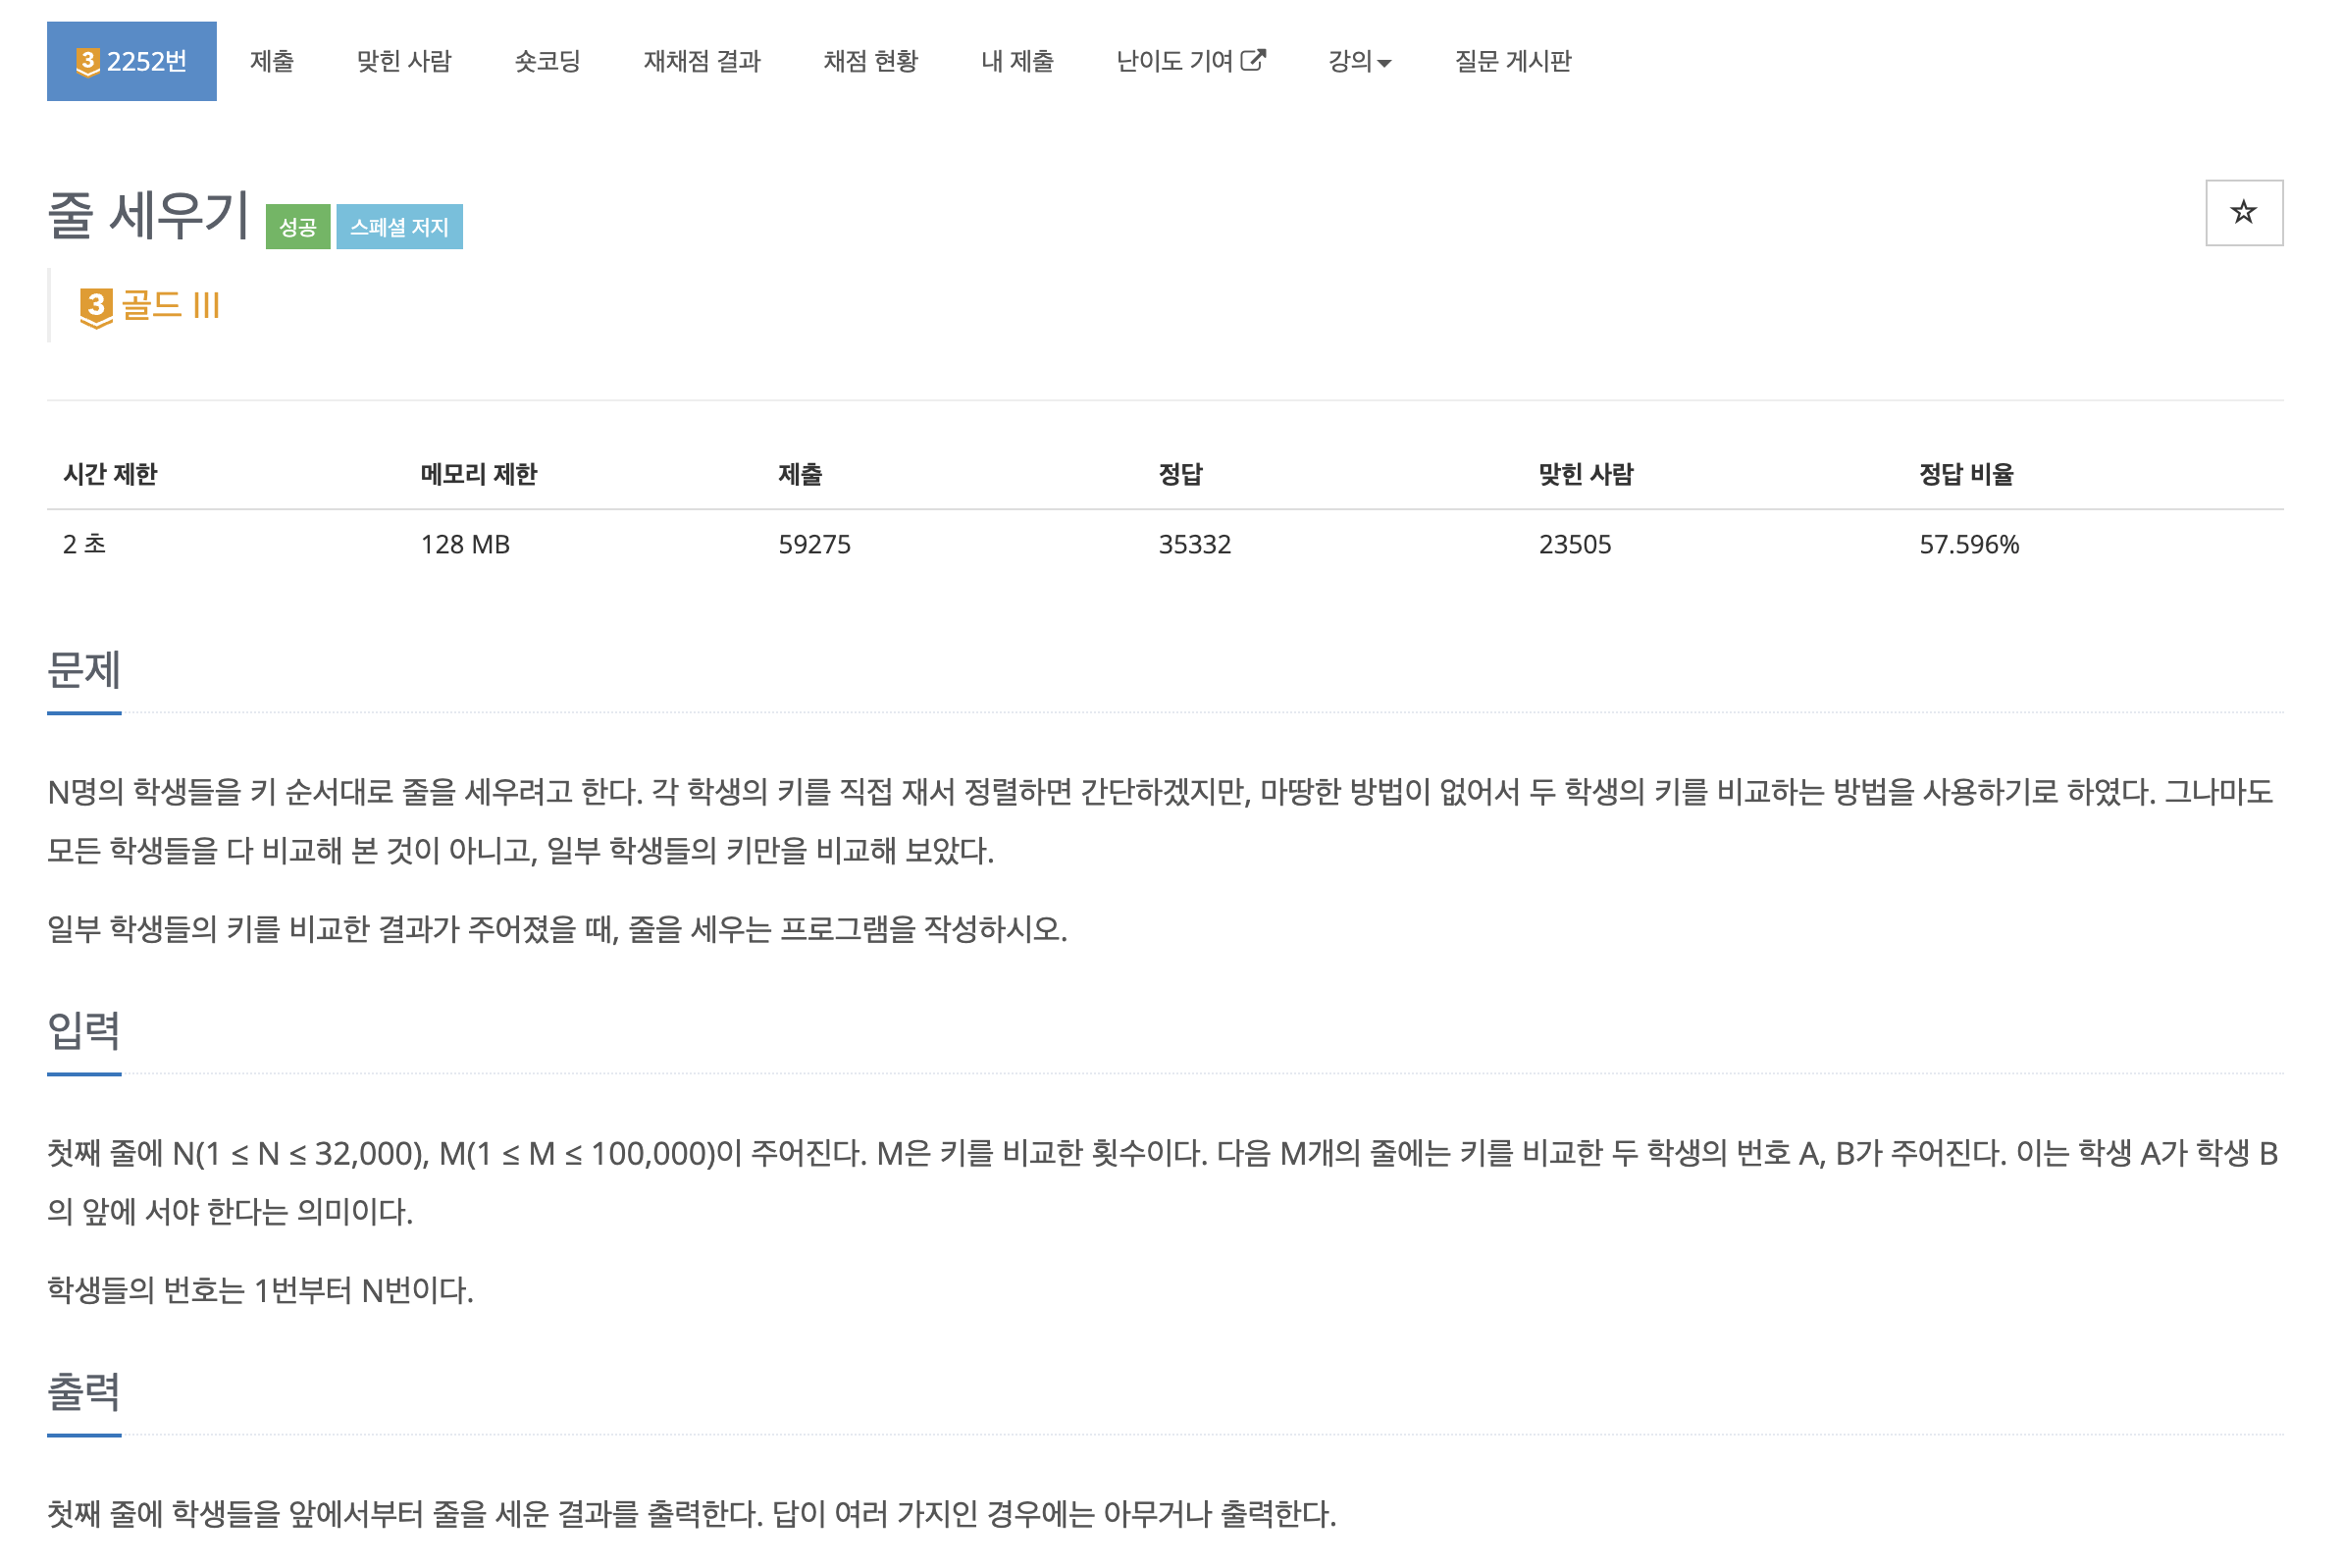 3 2252번 제출 맞힌 사람 숏코딩 재채점 결과 채점 현황 내 제출 난이도 기여 강의 질문 게시판
줄 세우기 성공 스페셜 저지
3 골드 III
시간 제한 메모리 제한 제출 정답 맞힌 사람 정답 비율
2 초 128 MB 59275 35332 23505 57.596%
문제
N명의 학생들을 키 순서대로 줄을 세우려고 한다. 각 학생의 키를 직접 재서 정렬하면 간단하겠지만, 마땅한 방법이 없어서 두 학생의 키를 비교하는 방법을 사용하기로 하였다. 그나마도
모든 학생들을 다 비교해 본 것이 아니고, 일부 학생들의 키만을 비교해 보았다.
일부 학생들의 키를 비교한 결과가 주어졌을 때, 줄을 세우는 프로그램을 작성하시오.
입력
첫째 줄에 N(1 ≤ N ≤ 32,000), M(1 ≤ M ≤ 100,000)이 주어진다. M은 키를 비교한 횟수이다. 다음 M개의 줄에는 키를 비교한 두 학생의 번호 A, B가 주어진다. 이는 학생 A가 학생 B
의 앞에 서야 한다는 의미이다.
학생들의 번호는 1번부터 N번이다.
출력
첫째 줄에 학생들을 앞에서부터 줄을 세운 결과를 출력한다. 답이 여러 가지인 경우에는 아무거나 출력한다.